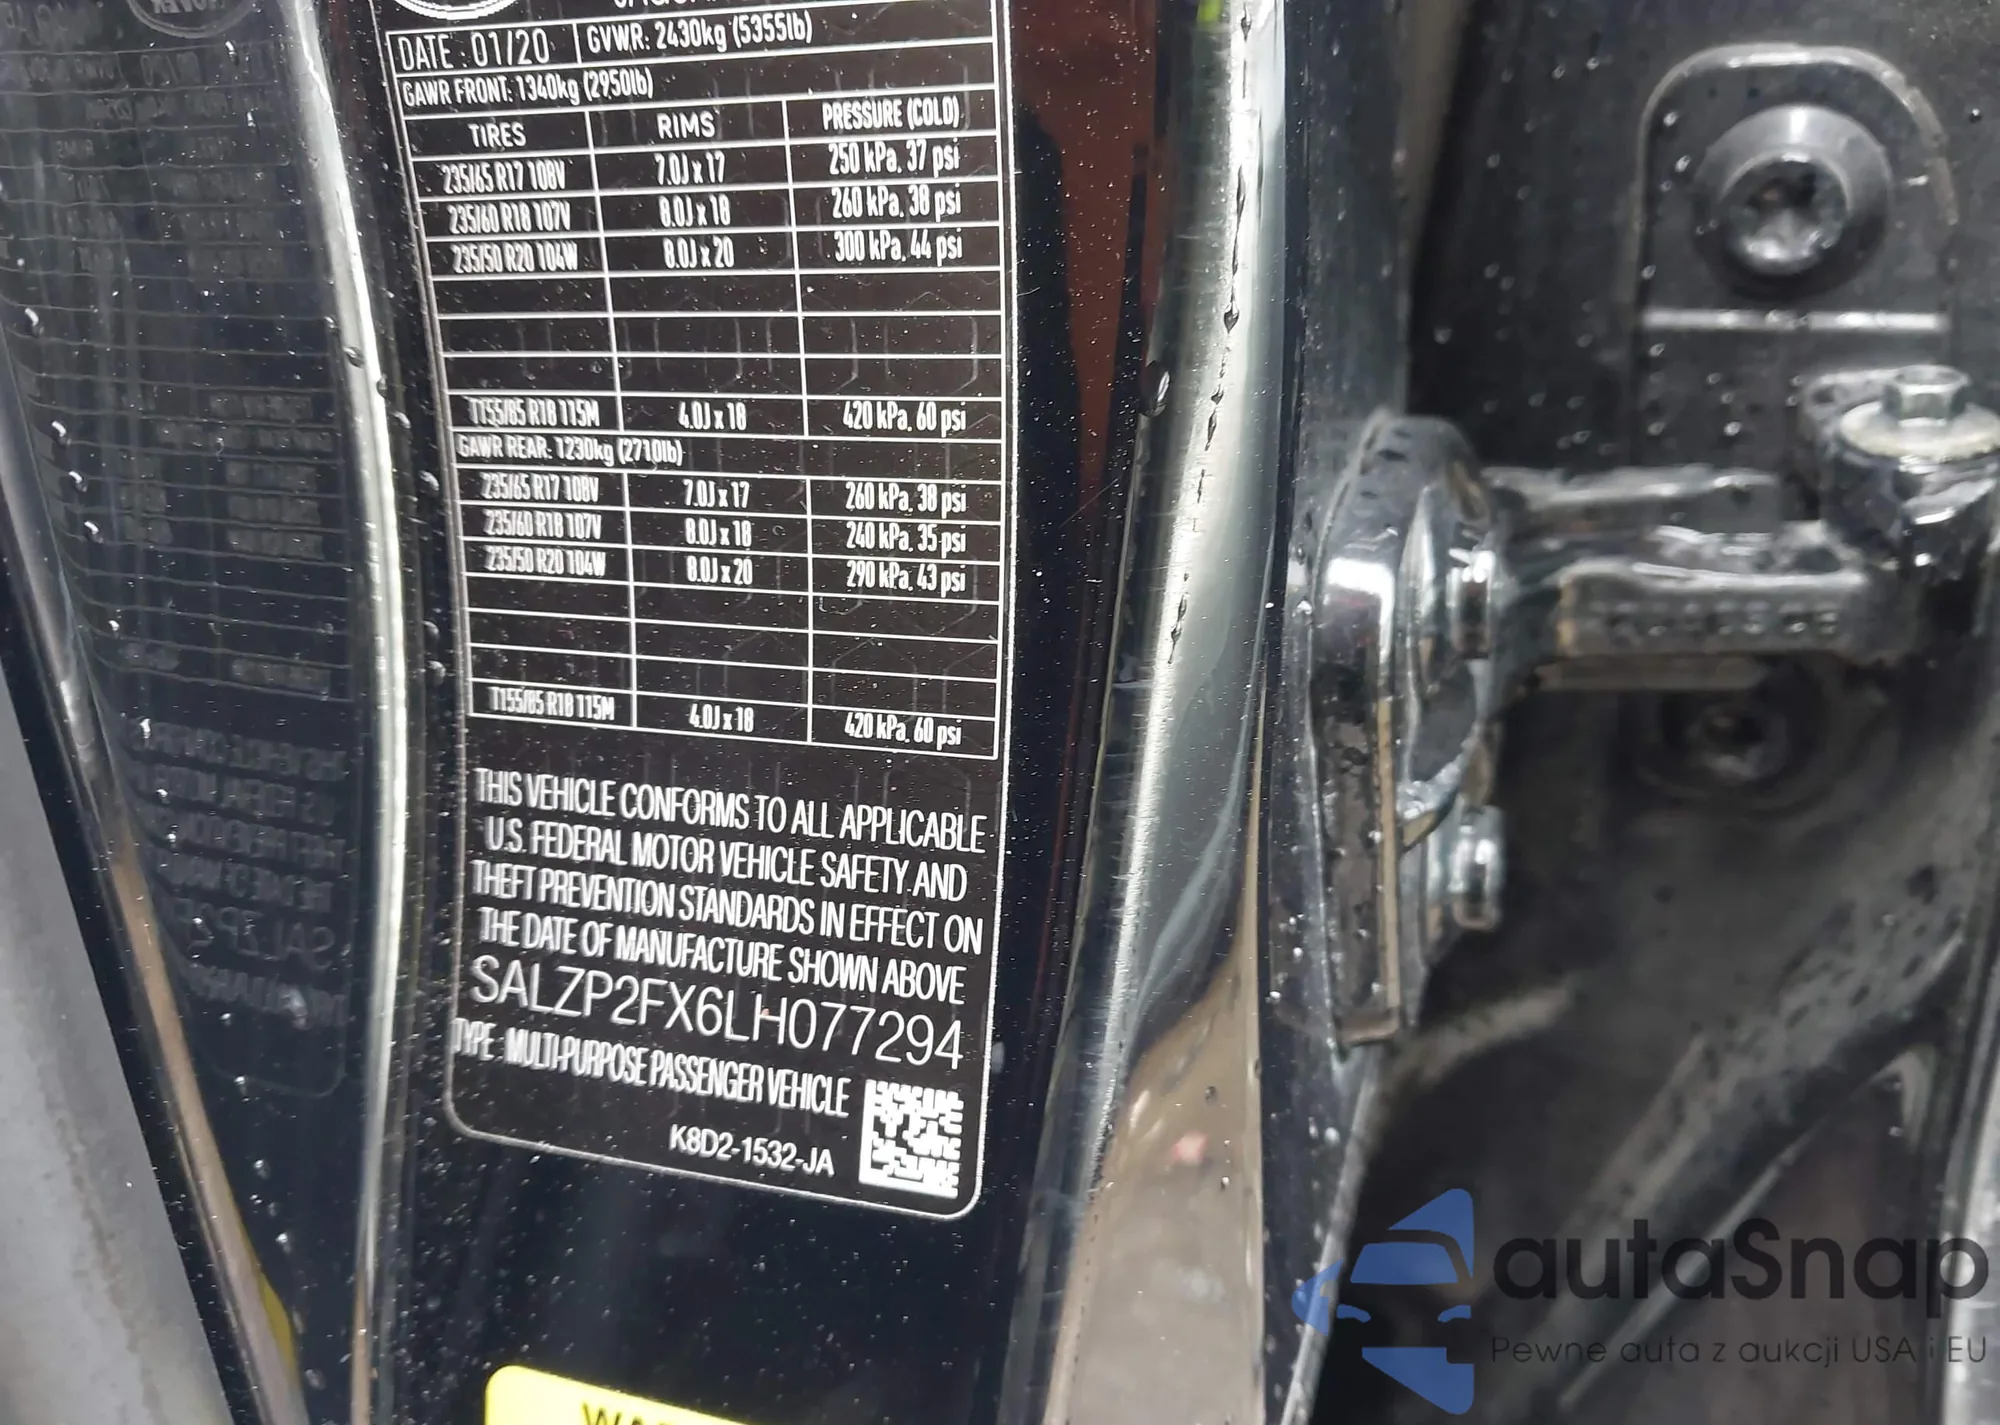 DATE : 01/20 GVWR: 2430kg (5355lb)
GAWR FRONT: 1340kg (2950lb)
TIRES RIMS PRESSURE (COLD)
235/65 R17 108V 7.0J x 17 250 kPa, 37 psi
235/60 R18 107V 8.0J x 18 260 kPa, 38 psi
235/50 R20 104W 8.0J x 20 300 kPa, 44 psi
T155/85 R18 115M 4.0J x 18 420 kPa, 60 psi
GAWR REAR: 1230kg (2710lb)
235/65 R17 108V 7.0J x 17 260 kPa, 38 psi
235/60 R18 107V 8.0J x 18 240 kPa, 35 psi
235/50 R20 104W 8.0J x 20 290 kPa, 43 psi
T155/85 R18 115M 4.0J x 18 420 kPa, 60 psi
THIS VEHICLE CONFORMS TO ALL APPLICABLE
U.S. FEDERAL MOTOR VEHICLE SAFETY AND
THEFT PREVENTION STANDARDS IN EFFECT ON
THE DATE OF MANUFACTURE SHOWN ABOVE
SALZP2FX6LH077294
TYPE : MULTI-PURPOSE PASSENGER VEHICLE
K8D2-1532-JA
autaSnap
Pewne auta z aukcji USA i EU